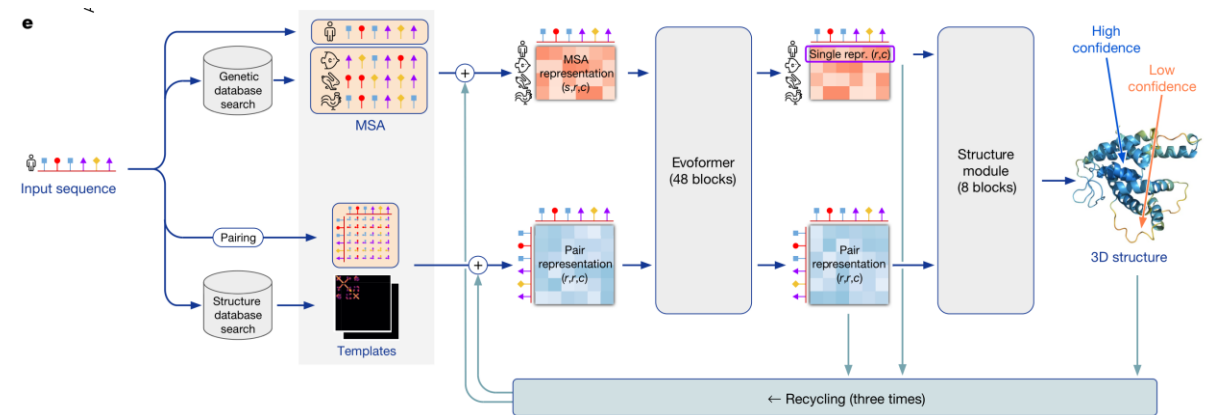 e
High
confidence
Low
confidence
Genetic
database
search
MSA
MSA
representation
(s,r,c)
Single repr. (r,c)
Input sequence
Evoformer
(48 blocks)
Structure
module
(8 blocks)
Pairing
Pair
representation
(r,r,c)
Pair
representation
(r,r,c)
3D structure
Structure
database
search
Templates
← Recycling (three times)